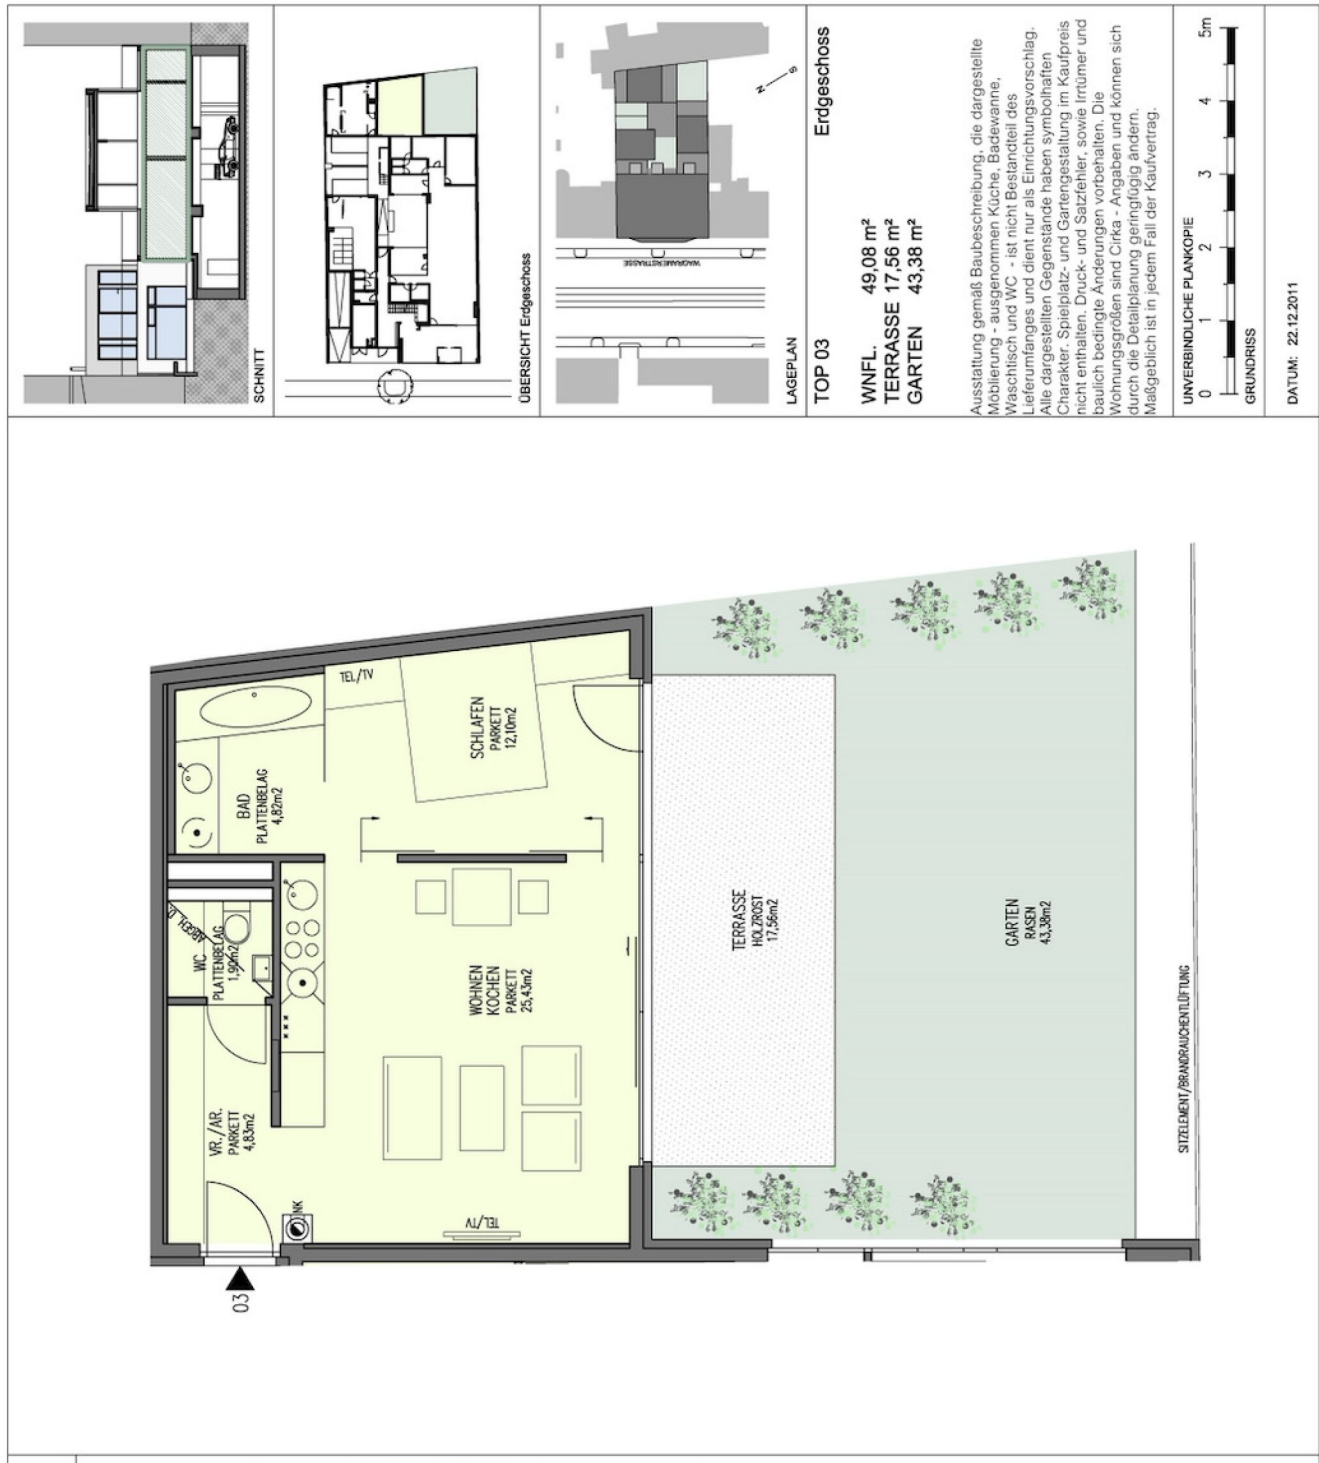 SCHNITT
ÜBERSICHT Erdgeschoss
WAGRAMERSTRASSE
N
S
LAGEPLAN
TOP 03
Erdgeschoss
WNFL. 49,08 m²
TERRASSE 17,56 m²
GARTEN 43,38 m²
Ausstattung gemäß Baubeschreibung, die dargestellte
Möblierung - ausgenommen Küche, Badewanne,
Waschtisch und WC - ist nicht Bestandteil des
Lieferumfanges und dient nur als Einrichtungsvorschlag.
Alle dargestellten Gegenstände haben symbolhaften
Charakter. Spielplatz- und Gartengestaltung im Kaufpreis
nicht enthalten. Druck- und Satzfehler, sowie Irrtümer und
baulich bedingte Änderungen vorbehalten. Die
Wohnungsgrößen sind Cirka - Angaben und können sich
durch die Detailplanung geringfügig ändern.
Maßgeblich ist in jedem Fall der Kaufvertrag.
UNVERBINDLICHE PLANKOPIE
0 1 2 3 4 5m
GRUNDRISS
DATUM: 22.12.2011
03
VR./AR.
PARKETT
4,83m2
WC
PLATTENBELAG
1,90m2
ABGEH. D.
BAD
PLATTENBELAG
4,82m2
TEL/TV
SCHLAFEN
PARKETT
12,10m2
WOHNEN
KOCHEN
PARKETT
25,43m2
NK
TEL/TV
TERRASSE
HOLZROST
17,56m2
GARTEN
RASEN
43,38m2
SITZELEMENT/BRANDRAUCHENTLÜFTUNG